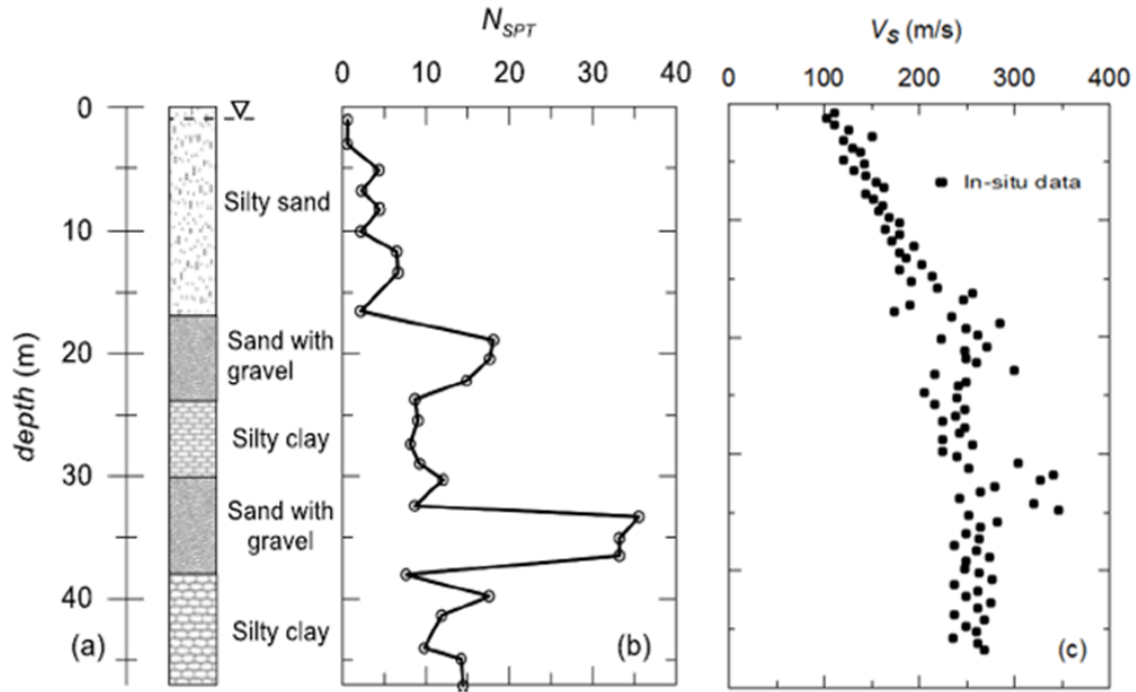 N_SPT
0 10 20 30 40
V_s (m/s)
0 100 200 300 400
depth (m)
0
10
20
30
40
Silty sand
Sand with
gravel
Silty clay
Sand with
gravel
Silty clay
In-situ data
(a)
(b)
(c)